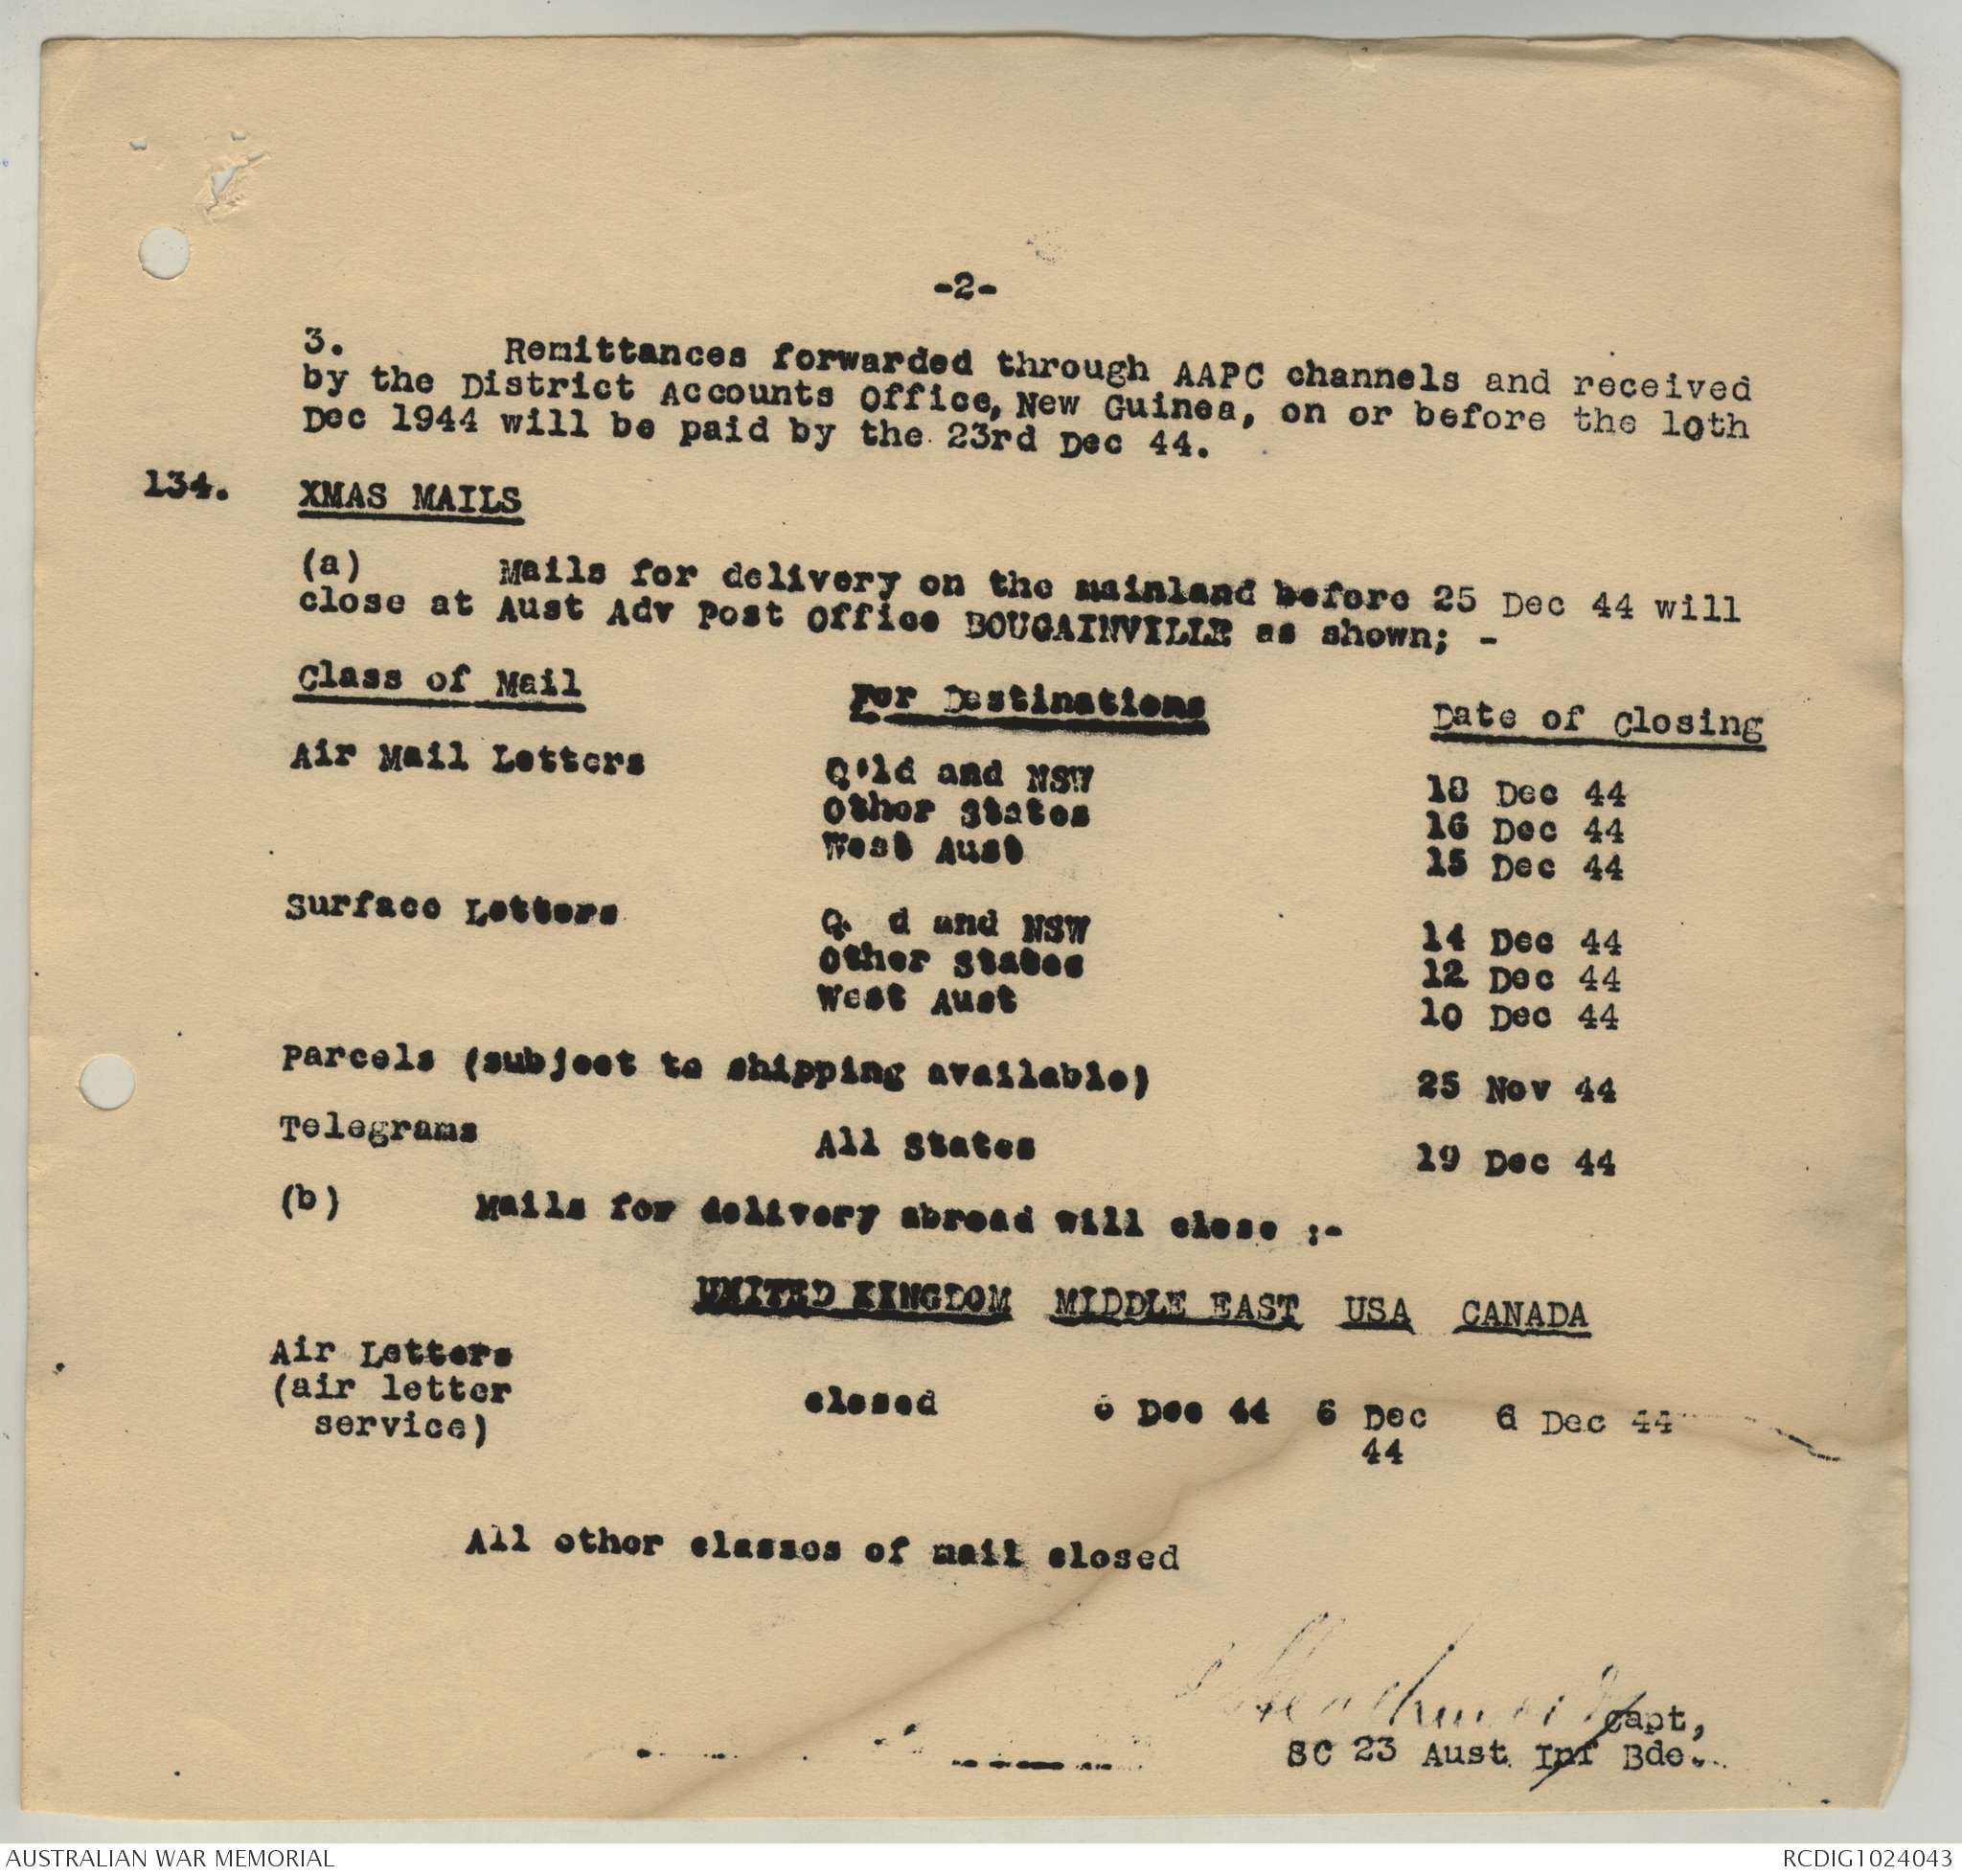 -2-
3. Remittances forwarded through AAPC channels and received
by the District Accounts Office, New Guinea, on or before the 10th
Dec 1944 will be paid by the 23rd Dec 44.
134. XMAS MAILS
(a) Mails for delivery on the mainland before 25 Dec 44 will
close at Aust Adv Post Office BOUGAINVILLE as shown; -
Class of Mail For Destinations Date of Closing
Air Mail Letters Q'ld and NSW 18 Dec 44
Other States 16 Dec 44
West Aust 15 Dec 44
Surface Letters Q d and NSW 14 Dec 44
Other States 12 Dec 44
West Aust 10 Dec 44
Parcels (subject to shipping available) 25 Nov 44
Telegrams All States 19 Dec 44
(b) Mails for delivery abroad will close :-
UNITED KINGDOM MIDDLE EAST USA CANADA
Air Letters
(air letter closed 6 Dec 44 6 Dec 6 Dec 44
service) 44
All other classes of mail closed
Capt,
SC 23 Aust Inf Bde.
AUSTRALIAN WAR MEMORIAL RCDIG1024043